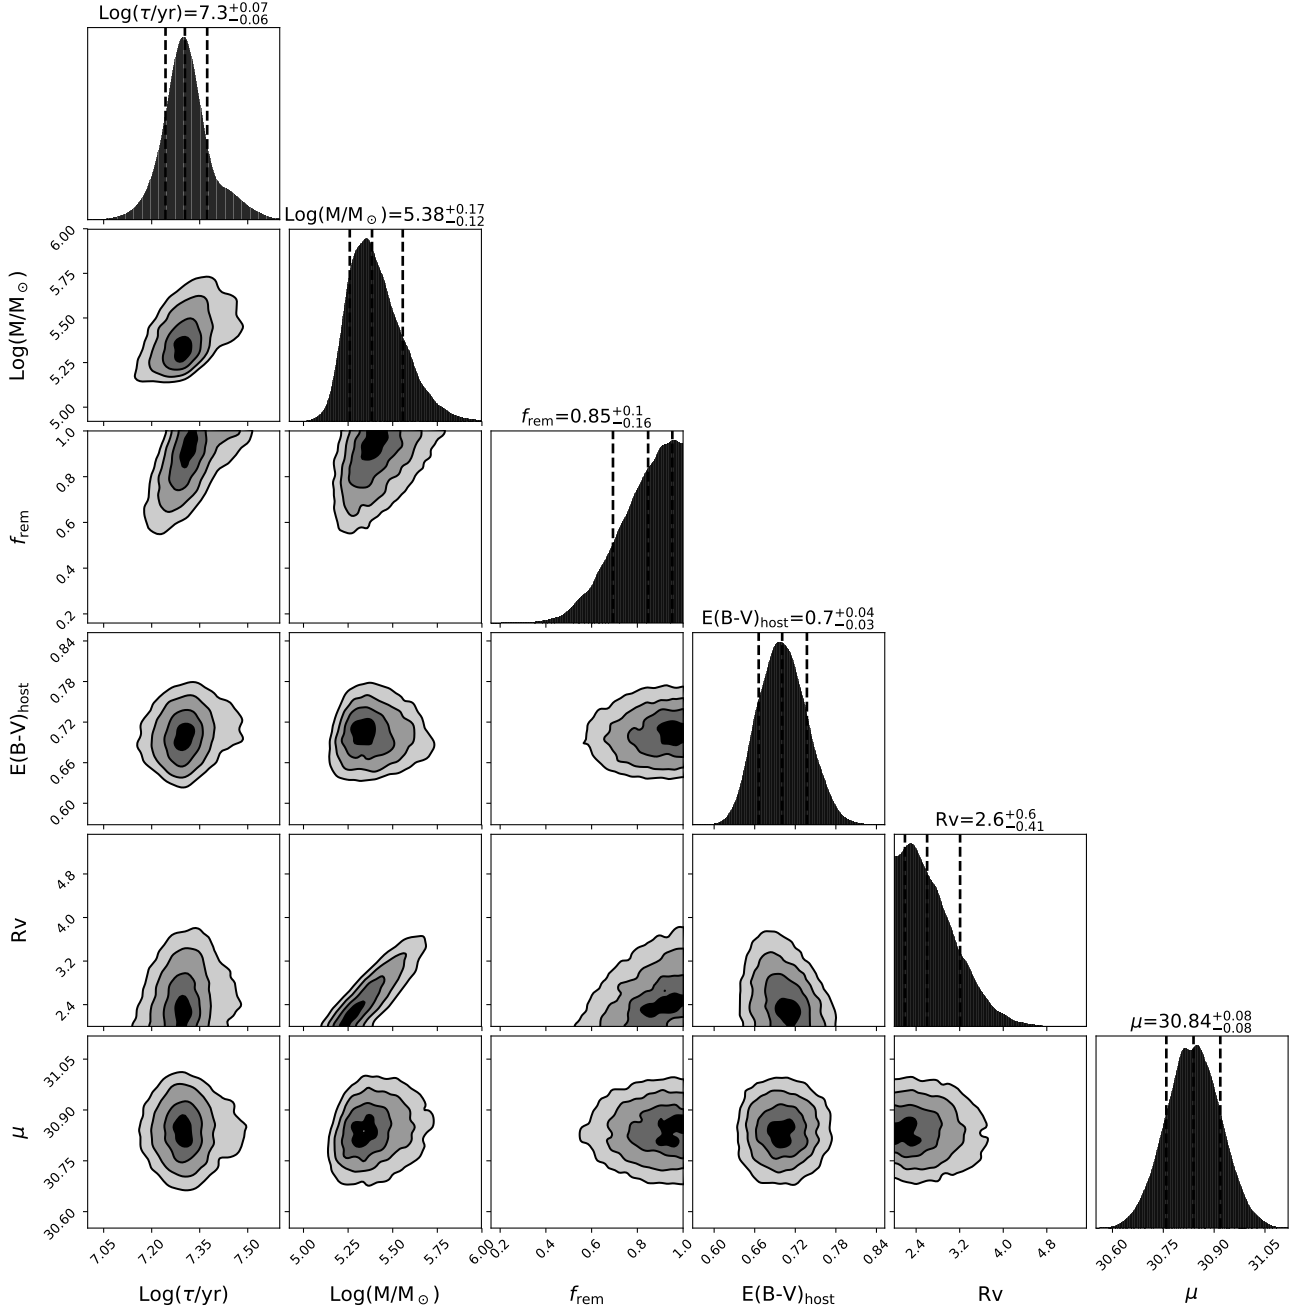 Log(τ/yr)=7.3+0.07−0.06
Log(M/M⊙)=5.38+0.17−0.12
6.00
5.75
5.50
5.25
5.00
Log(M/M⊙)
frem=0.85+0.1−0.16
1.0
0.8
0.6
0.4
0.2
frem
E(B-V)host=0.7+0.04−0.03
0.84
0.78
0.72
0.66
0.60
E(B-V)host
Rv=2.6+0.6−0.41
4.8
4.0
3.2
2.4
Rv
μ=30.84+0.08−0.08
31.05
30.90
30.75
30.60
μ
7.05 7.20 7.35 7.50 5.00 5.25 5.50 5.75 6.00 0.2 0.4 0.6 0.8 1.0 0.60 0.66 0.72 0.78 0.84 2.4 3.2 4.0 4.8 30.60 30.75 30.90 31.05
Log(τ/yr) Log(M/M⊙) frem E(B-V)host Rv μ